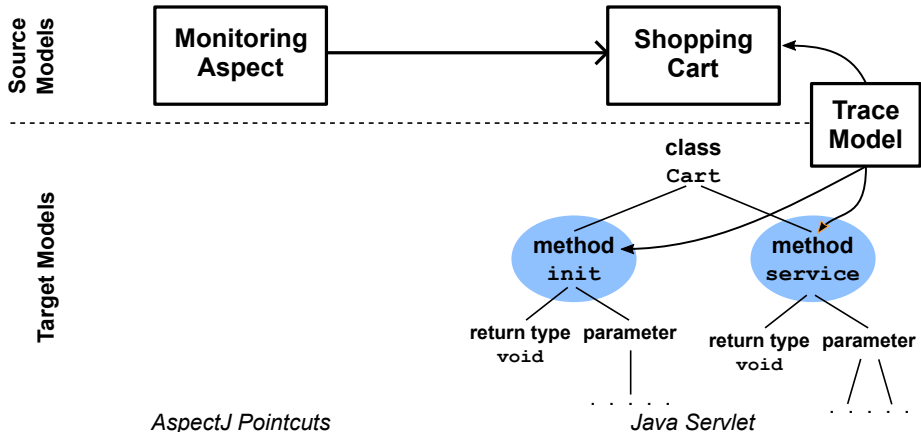 Source
Models
Monitoring
Aspect
Shopping
Cart
Trace
Model
Target Models
class
Cart
method
init
method
service
return type
void
parameter
return type
void
parameter
. . . . .
. . . . .
AspectJ Pointcuts
Java Servlet